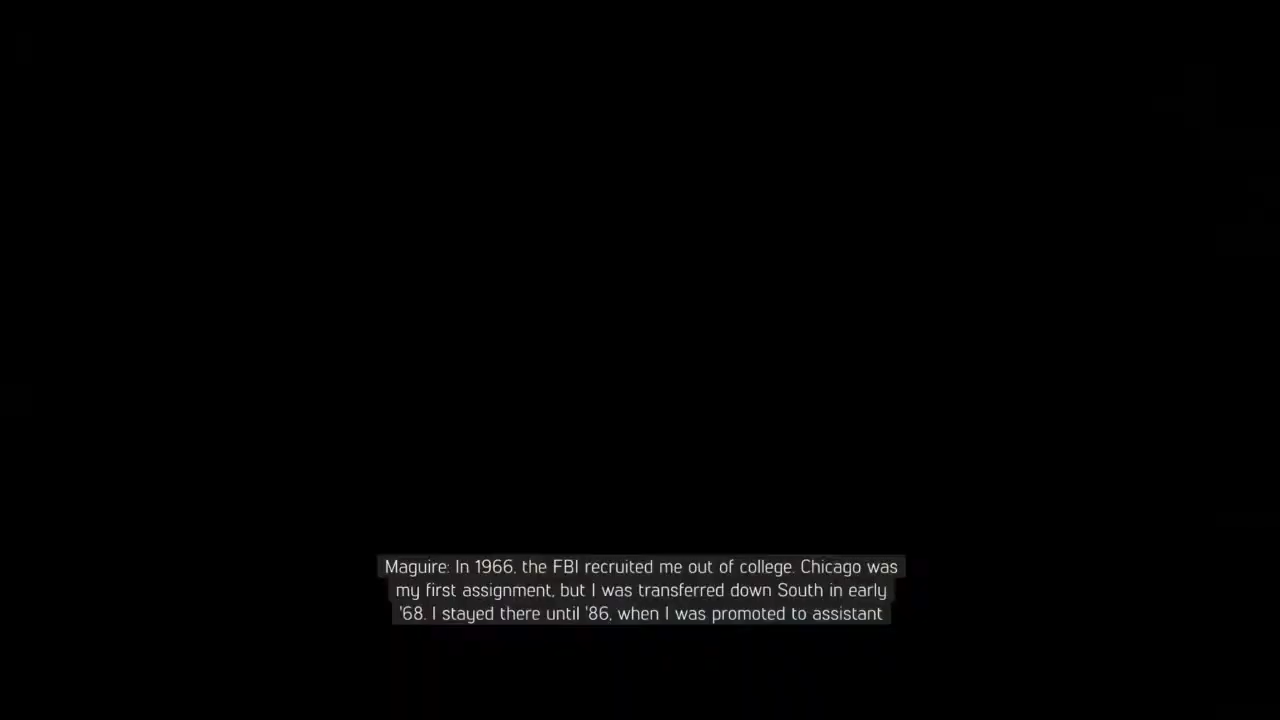 Maguire: In 1966, the FBI recruited me out of college. Chicago was
my first assignment, but I was transferred down South in early
'68. I stayed there until '86, when I was promoted to assistant